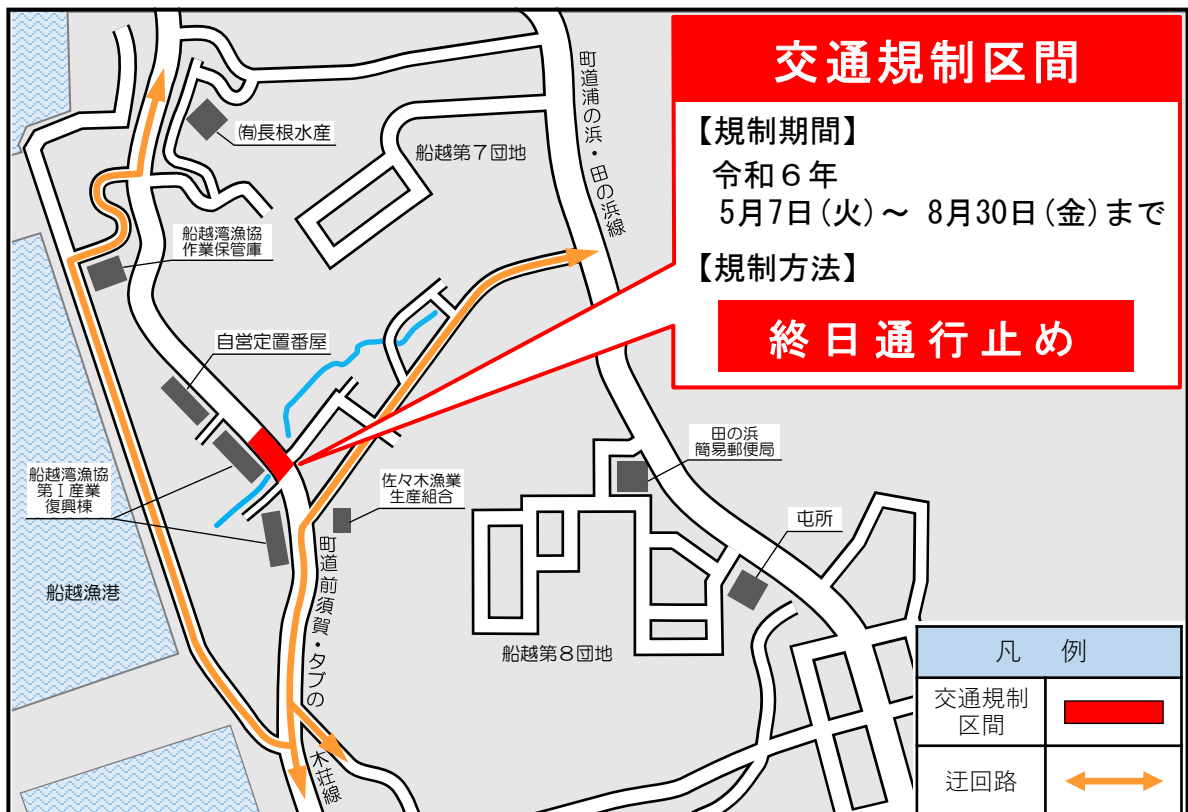 交通規制区間
【規制期間】
令和6年
5月7日(火)～ 8月30日(金)まで
【規制方法】
終日通行止め
町道浦の浜・田の浜線
㈲長根水産
船越第7団地
船越湾漁協
作業保管庫
自営定置番屋
船越湾漁協
第Ⅰ産業
復興棟
佐々木漁業
生産組合
田の浜
簡易郵便局
屯所
船越漁港
町道前須賀・タブの
木荘線
船越第8団地
凡 例
交通規制
区間
迂回路